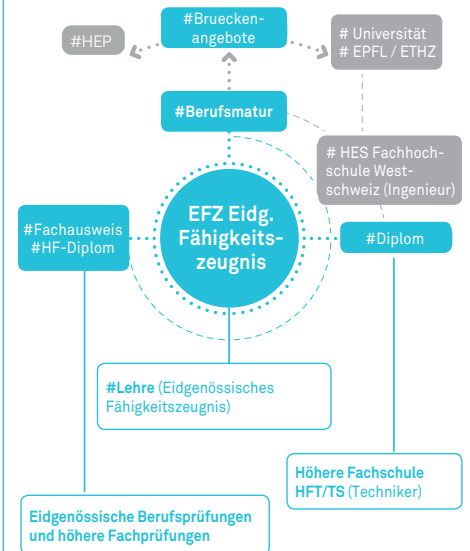 #Bruecken-
angebote
#HEP
# Universität
# EPFL / ETHZ
#Berufsmatur
# HES Fachhoch-
schule West-
schweiz (Ingenieur)
EFZ Eidg.
Fähigkeits-
zeugnis
#Fachausweis
#HF-Diplom
#Diplom
#Lehre (Eidgenössisches
Fähigkeitszeugnis)
Höhere Fachschule
HFT/TS (Techniker)
Eidgenössische Berufsprüfungen
und höhere Fachprüfungen